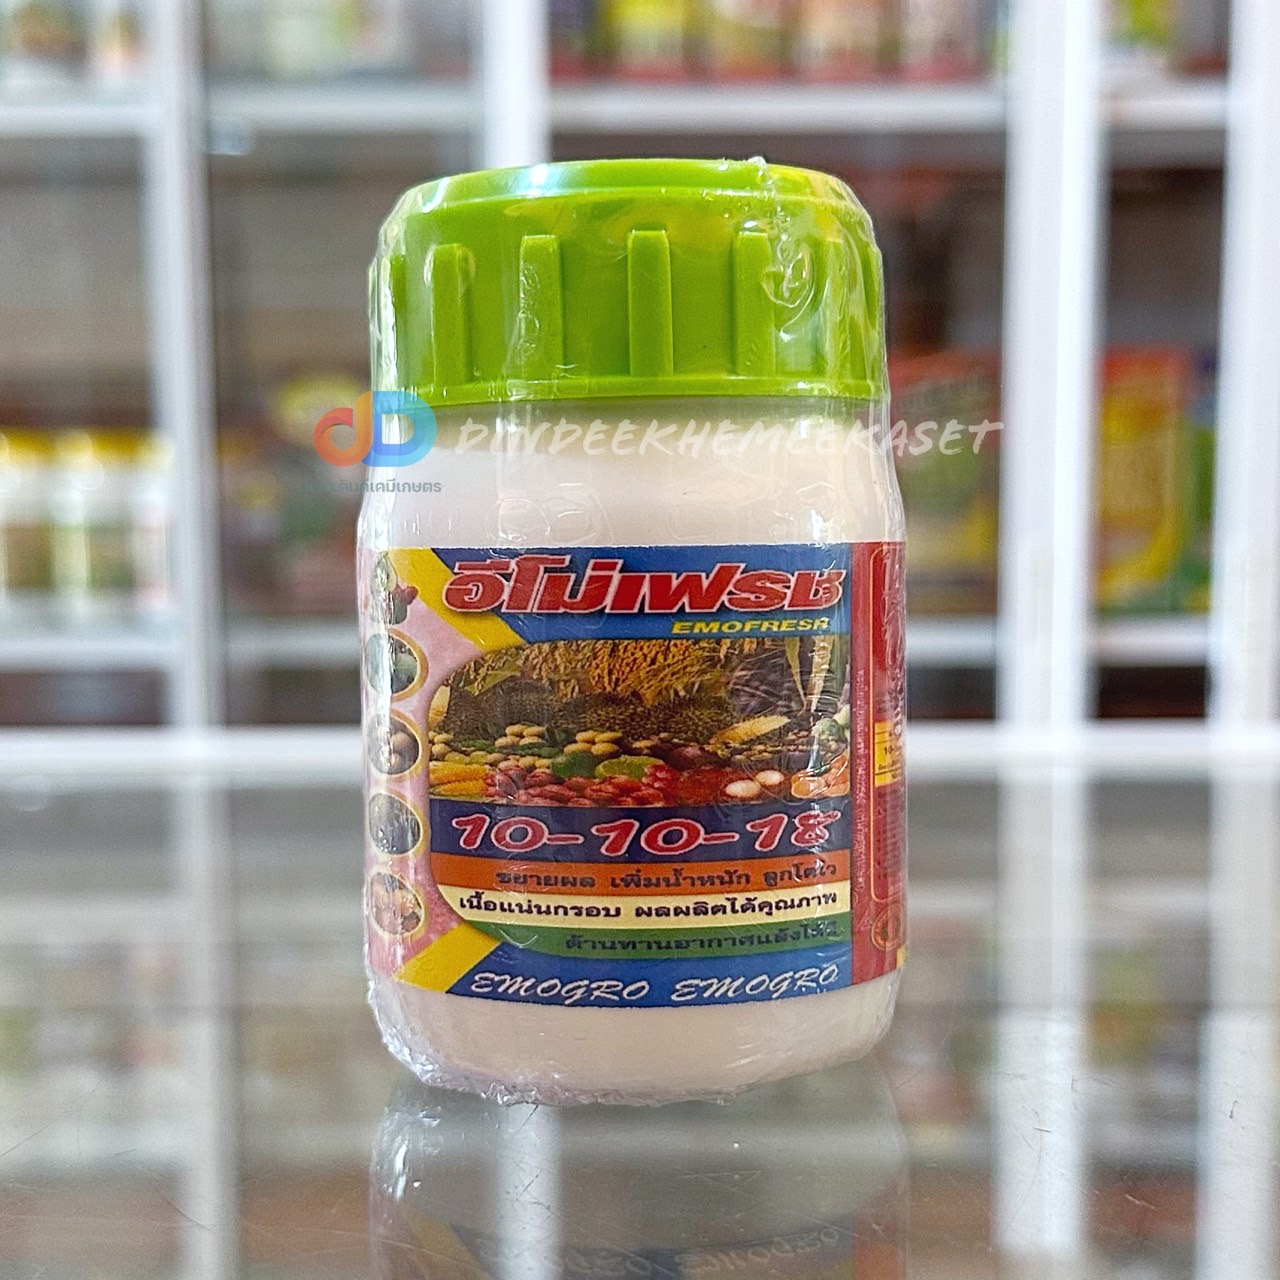 DINDEEKHEMEEKASET
ดินดีเคมีเกษตร
อีโม่เฟรช
EMOFRESH
10-10-18
ขยายผล เพิ่มน้ำหนัก ลูกโตไว
เนื้อแน่นกรอบ ผลผลิตได้คุณภาพ
ต้านทานอากาศแล้งได้ดี
EMOGRO EMOGRO